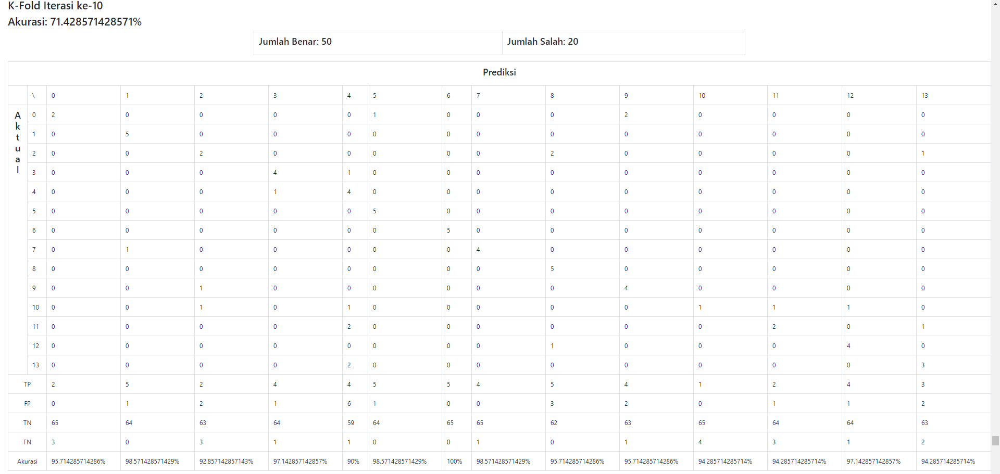 K-Fold Iterasi ke-10
Akurasi: 71.428571428571%
Jumlah Benar: 50 Jumlah Salah: 20
Prediksi
\ 0 1 2 3 4 5 6 7 8 9 10 11 12 13
Aktual
0 2 0 0 0 0 1 0 0 0 2 0 0 0 0
1 0 5 0 0 0 0 0 0 0 0 0 0 0 0
2 0 0 2 0 0 0 0 0 2 0 0 0 0 1
3 0 0 0 4 1 0 0 0 0 0 0 0 0 0
4 0 0 0 1 4 0 0 0 0 0 0 0 0 0
5 0 0 0 0 0 5 0 0 0 0 0 0 0 0
6 0 0 0 0 0 0 5 0 0 0 0 0 0 0
7 0 1 0 0 0 0 0 4 0 0 0 0 0 0
8 0 0 0 0 0 0 0 0 5 0 0 0 0 0
9 0 0 1 0 0 0 0 0 0 4 0 0 0 0
10 0 0 1 0 1 0 0 0 0 0 1 1 1 0
11 0 0 0 0 2 0 0 0 0 0 0 2 0 1
12 0 0 0 0 0 0 0 0 1 0 0 0 4 0
13 0 0 0 0 2 0 0 0 0 0 0 0 0 3
TP 2 5 2 4 4 5 5 4 5 4 1 2 4 3
FP 0 1 2 1 6 1 0 0 3 2 0 1 1 2
TN 65 64 63 64 59 64 65 65 62 63 65 64 64 63
FN 3 0 3 1 1 0 0 1 0 1 4 3 1 2
Akurasi 95.714285714286% 98.571428571429% 92.857142857143% 97.142857142857% 90% 98.571428571429% 100% 98.571428571429% 95.714285714286% 95.714285714286% 94.285714285714% 94.285714285714% 97.142857142857% 94.285714285714%